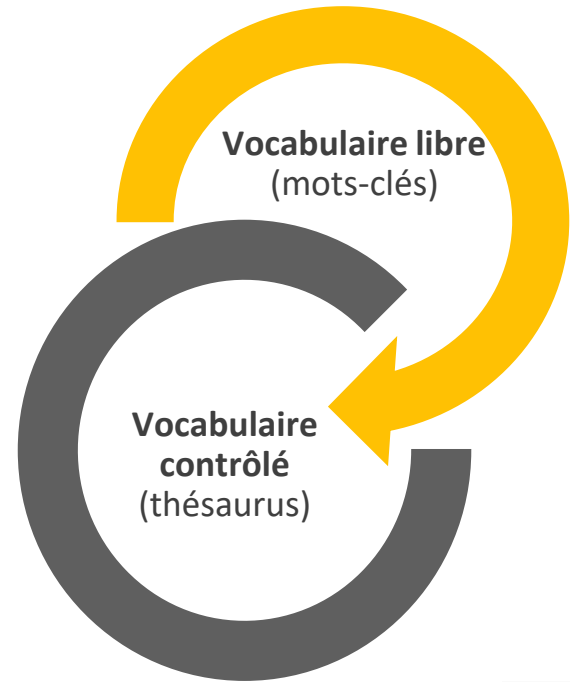 Vocabulaire libre
(mots-clés)
Vocabulaire
contrôlé
(thésaurus)